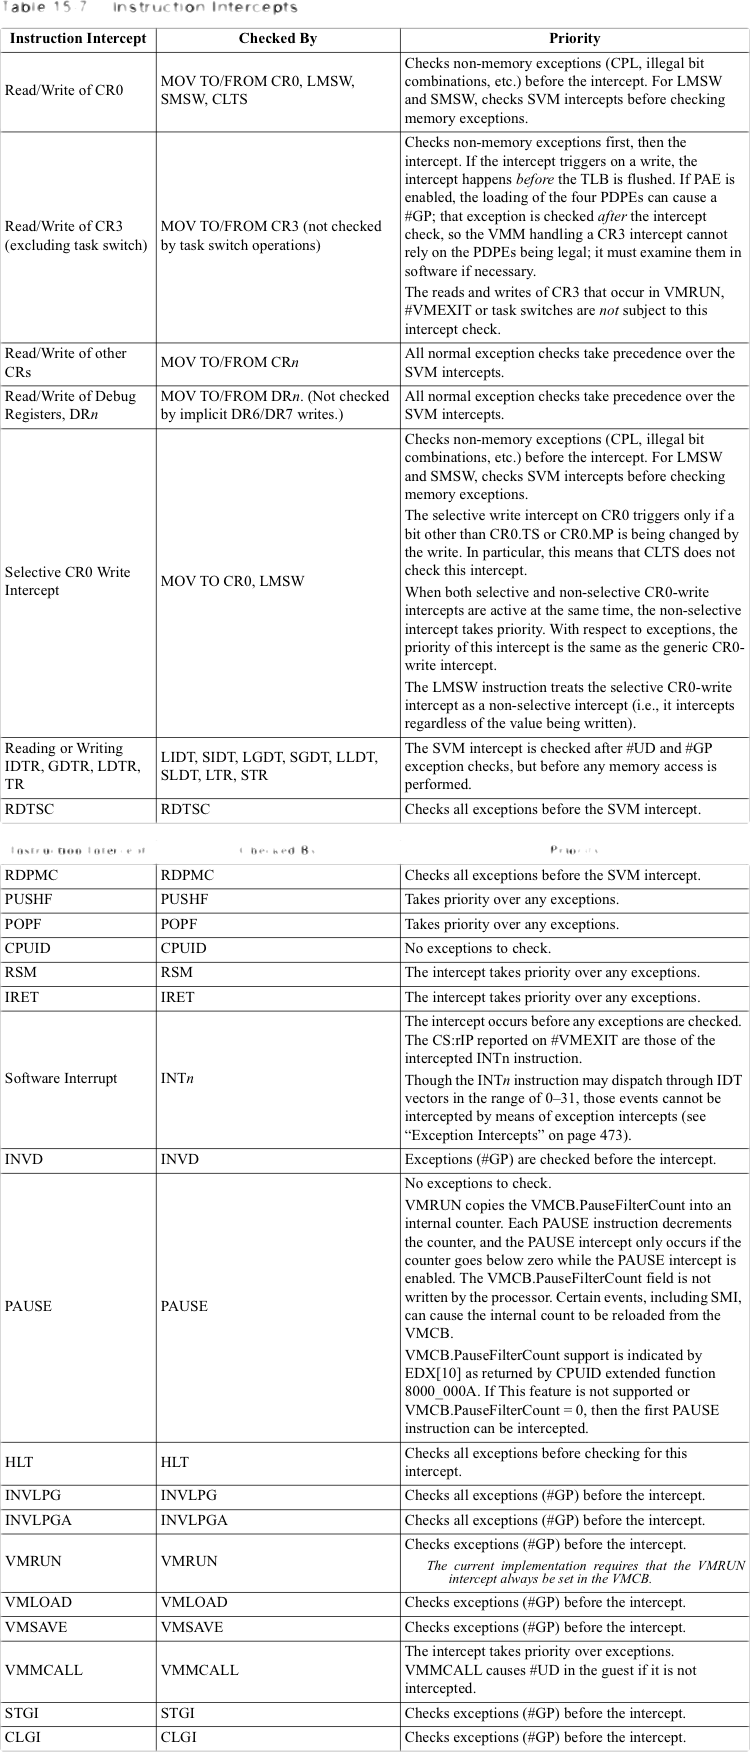 Table 15-7 Instruction Intercepts
Instruction Intercept Checked By Priority
Read/Write of CR0
MOV TO/FROM CR0, LMSW,
SMSW, CLTS
Checks non-memory exceptions (CPL, illegal bit
combinations, etc.) before the intercept. For LMSW
and SMSW, checks SVM intercepts before checking
memory exceptions.
Read/Write of CR3
(excluding task switch)
MOV TO/FROM CR3 (not checked
by task switch operations)
Checks non-memory exceptions first, then the
intercept. If the intercept triggers on a write, the
intercept happens before the TLB is flushed. If PAE is
enabled, the loading of the four PDPEs can cause a
#GP; that exception is checked after the intercept
check, so the VMM handling a CR3 intercept cannot
rely on the PDPEs being legal; it must examine them in
software if necessary.
The reads and writes of CR3 that occur in VMRUN,
#VMEXIT or task switches are not subject to this
intercept check.
Read/Write of other
CRs
MOV TO/FROM CRn
All normal exception checks take precedence over the
SVM intercepts.
Read/Write of Debug
Registers, DRn
MOV TO/FROM DRn. (Not checked
by implicit DR6/DR7 writes.)
All normal exception checks take precedence over the
SVM intercepts.
Selective CR0 Write
Intercept
MOV TO CR0, LMSW
Checks non-memory exceptions (CPL, illegal bit
combinations, etc.) before the intercept. For LMSW
and SMSW, checks SVM intercepts before checking
memory exceptions.
The selective write intercept on CR0 triggers only if a
bit other than CR0.TS or CR0.MP is being changed by
the write. In particular, this means that CLTS does not
check this intercept.
When both selective and non-selective CR0-write
intercepts are active at the same time, the non-selective
intercept takes priority. With respect to exceptions, the
priority of this intercept is the same as the generic CR0-
write intercept.
The LMSW instruction treats the selective CR0-write
intercept as a non-selective intercept (i.e., it intercepts
regardless of the value being written).
Reading or Writing
IDTR, GDTR, LDTR,
TR
LIDT, SIDT, LGDT, SGDT, LLDT,
SLDT, LTR, STR
The SVM intercept is checked after #UD and #GP
exception checks, but before any memory access is
performed.
RDTSC RDTSC Checks all exceptions before the SVM intercept.
Instruction Intercept Checked By Priority
RDPMC RDPMC Checks all exceptions before the SVM intercept.
PUSHF PUSHF Takes priority over any exceptions.
POPF POPF Takes priority over any exceptions.
CPUID CPUID No exceptions to check.
RSM RSM The intercept takes priority over any exceptions.
IRET IRET The intercept takes priority over any exceptions.
Software Interrupt
INTn
The intercept occurs before any exceptions are checked.
The CS:rIP reported on #VMEXIT are those of the
intercepted INTn instruction.
Though the INTn instruction may dispatch through IDT
vectors in the range of 0–31, those events cannot be
intercepted by means of exception intercepts (see
“Exception Intercepts” on page 473).
INVD INVD Exceptions (#GP) are checked before the intercept.
PAUSE
PAUSE
No exceptions to check.
VMRUN copies the VMCB.PauseFilterCount into an
internal counter. Each PAUSE instruction decrements
the counter, and the PAUSE intercept only occurs if the
counter goes below zero while the PAUSE intercept is
enabled. The VMCB.PauseFilterCount field is not
written by the processor. Certain events, including SMI,
can cause the internal count to be reloaded from the
VMCB.
VMCB.PauseFilterCount support is indicated by
EDX[10] as returned by CPUID extended function
8000_000A. If This feature is not supported or
VMCB.PauseFilterCount = 0, then the first PAUSE
instruction can be intercepted.
HLT
HLT
Checks all exceptions before checking for this
intercept.
INVLPG INVLPG Checks all exceptions (#GP) before the intercept.
INVLPGA INVLPGA Checks all exceptions (#GP) before the intercept.
VMRUN
VMRUN
Checks exceptions (#GP) before the intercept.
The current implementation requires that the VMRUN
intercept always be set in the VMCB.
VMLOAD VMLOAD Checks exceptions (#GP) before the intercept.
VMSAVE VMSAVE Checks exceptions (#GP) before the intercept.
VMMCALL
VMMCALL
The intercept takes priority over exceptions.
VMMCALL causes #UD in the guest if it is not
intercepted.
STGI STGI Checks exceptions (#GP) before the intercept.
CLGI CLGI Checks exceptions (#GP) before the intercept.